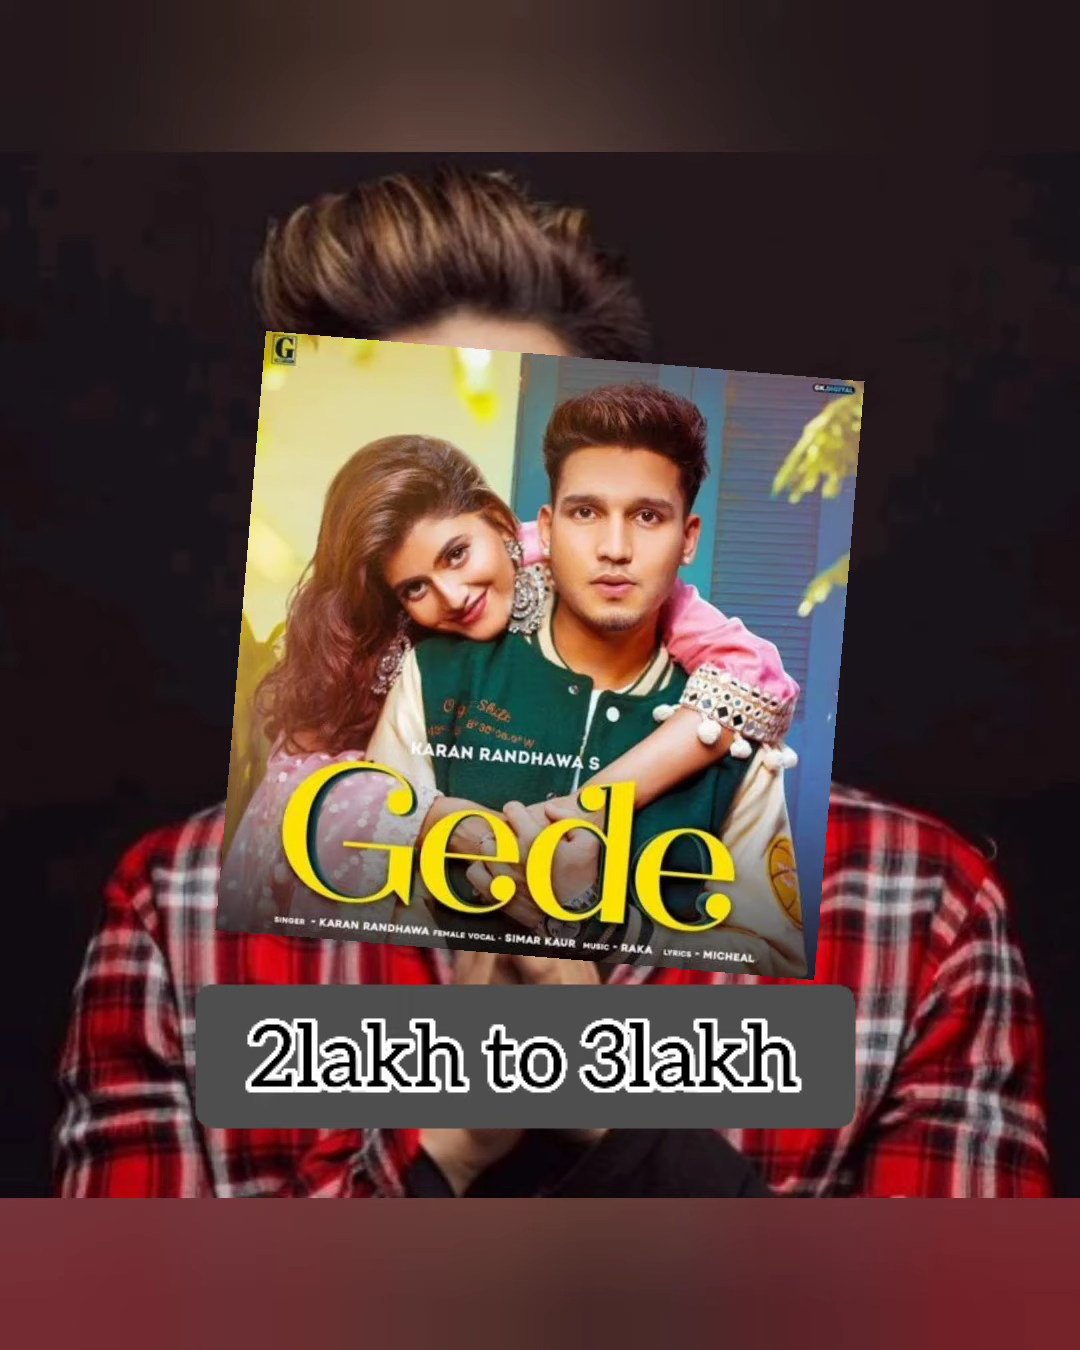 G
GK.DIGITAL
KARAN RANDHAWA S
Gede
SINGER - KARAN RANDHAWA FEMALE VOCAL - SIMAR KAUR MUSIC - RAKA LYRICS - MICHEAL
2lakh to 3lakh